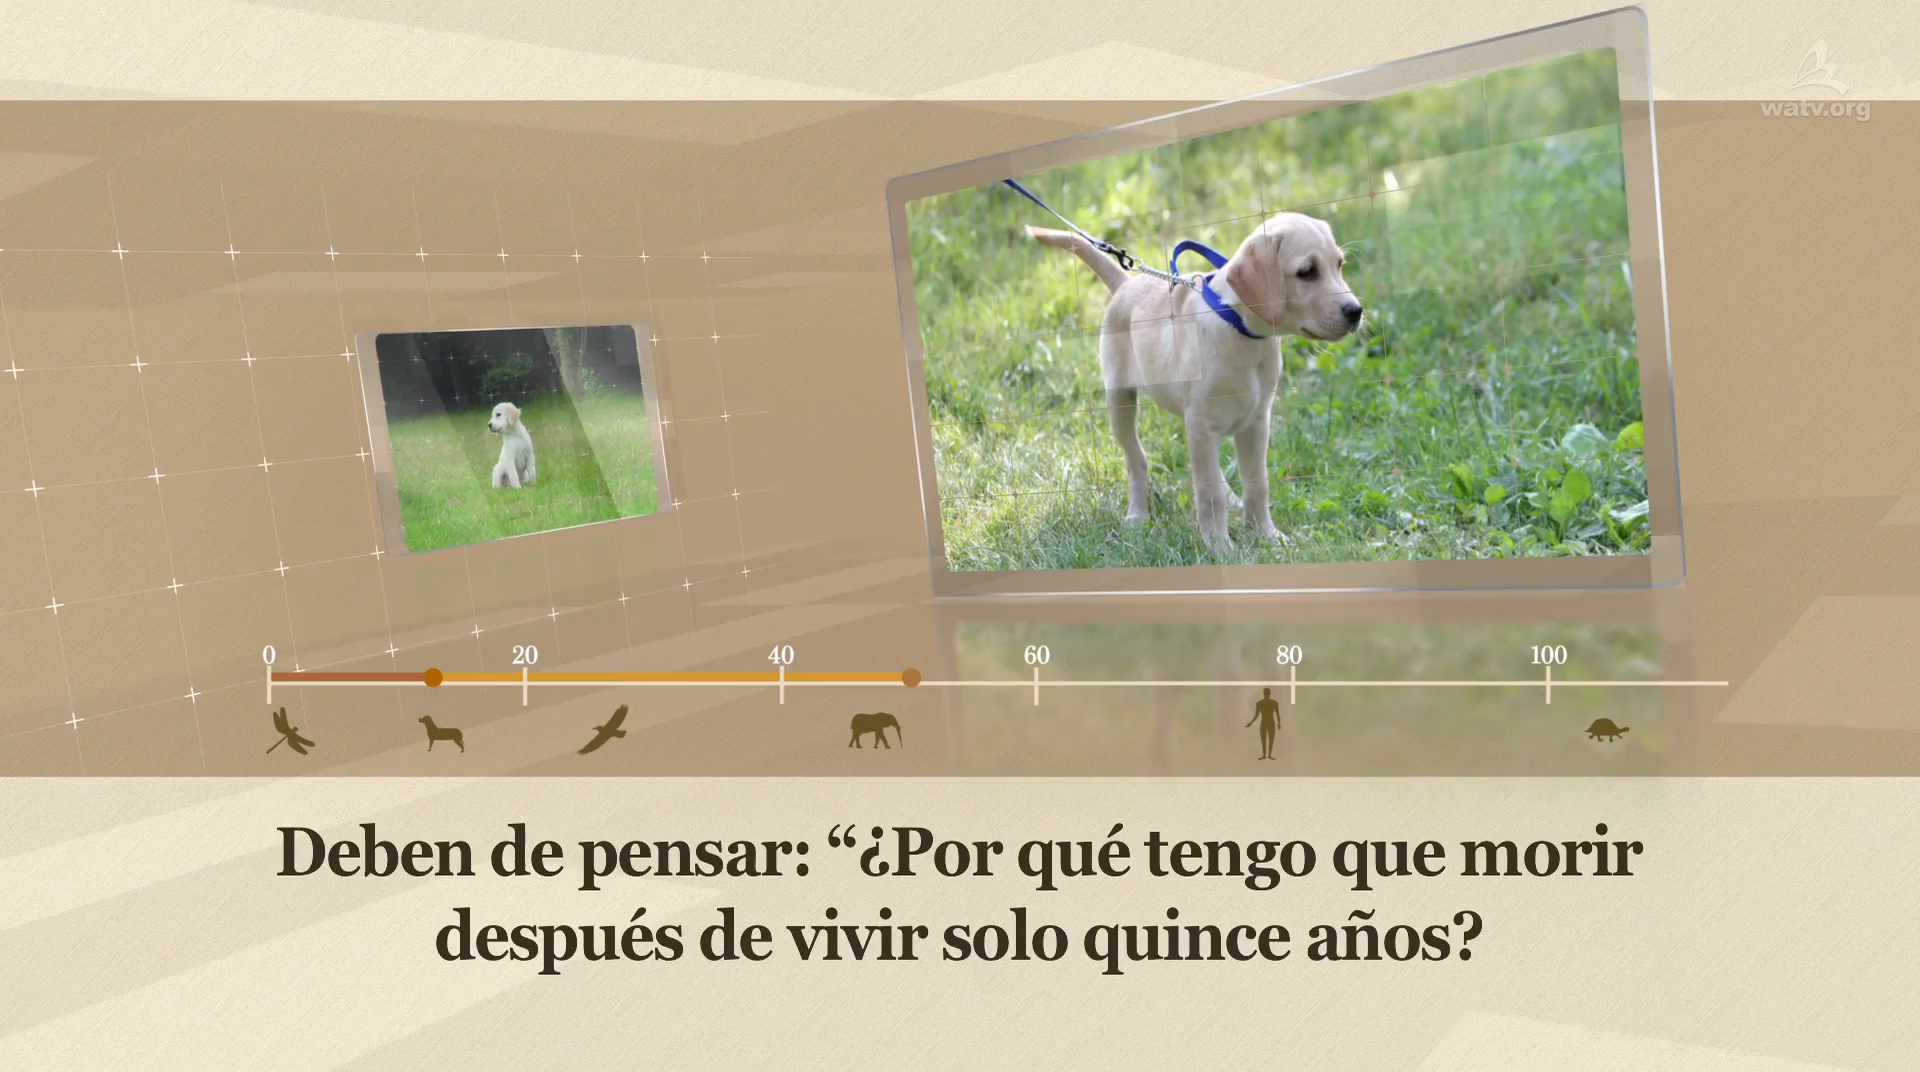 watv.org
0 20 40 60 80 100
Deben de pensar: “¿Por qué tengo que morir
después de vivir solo quince años?